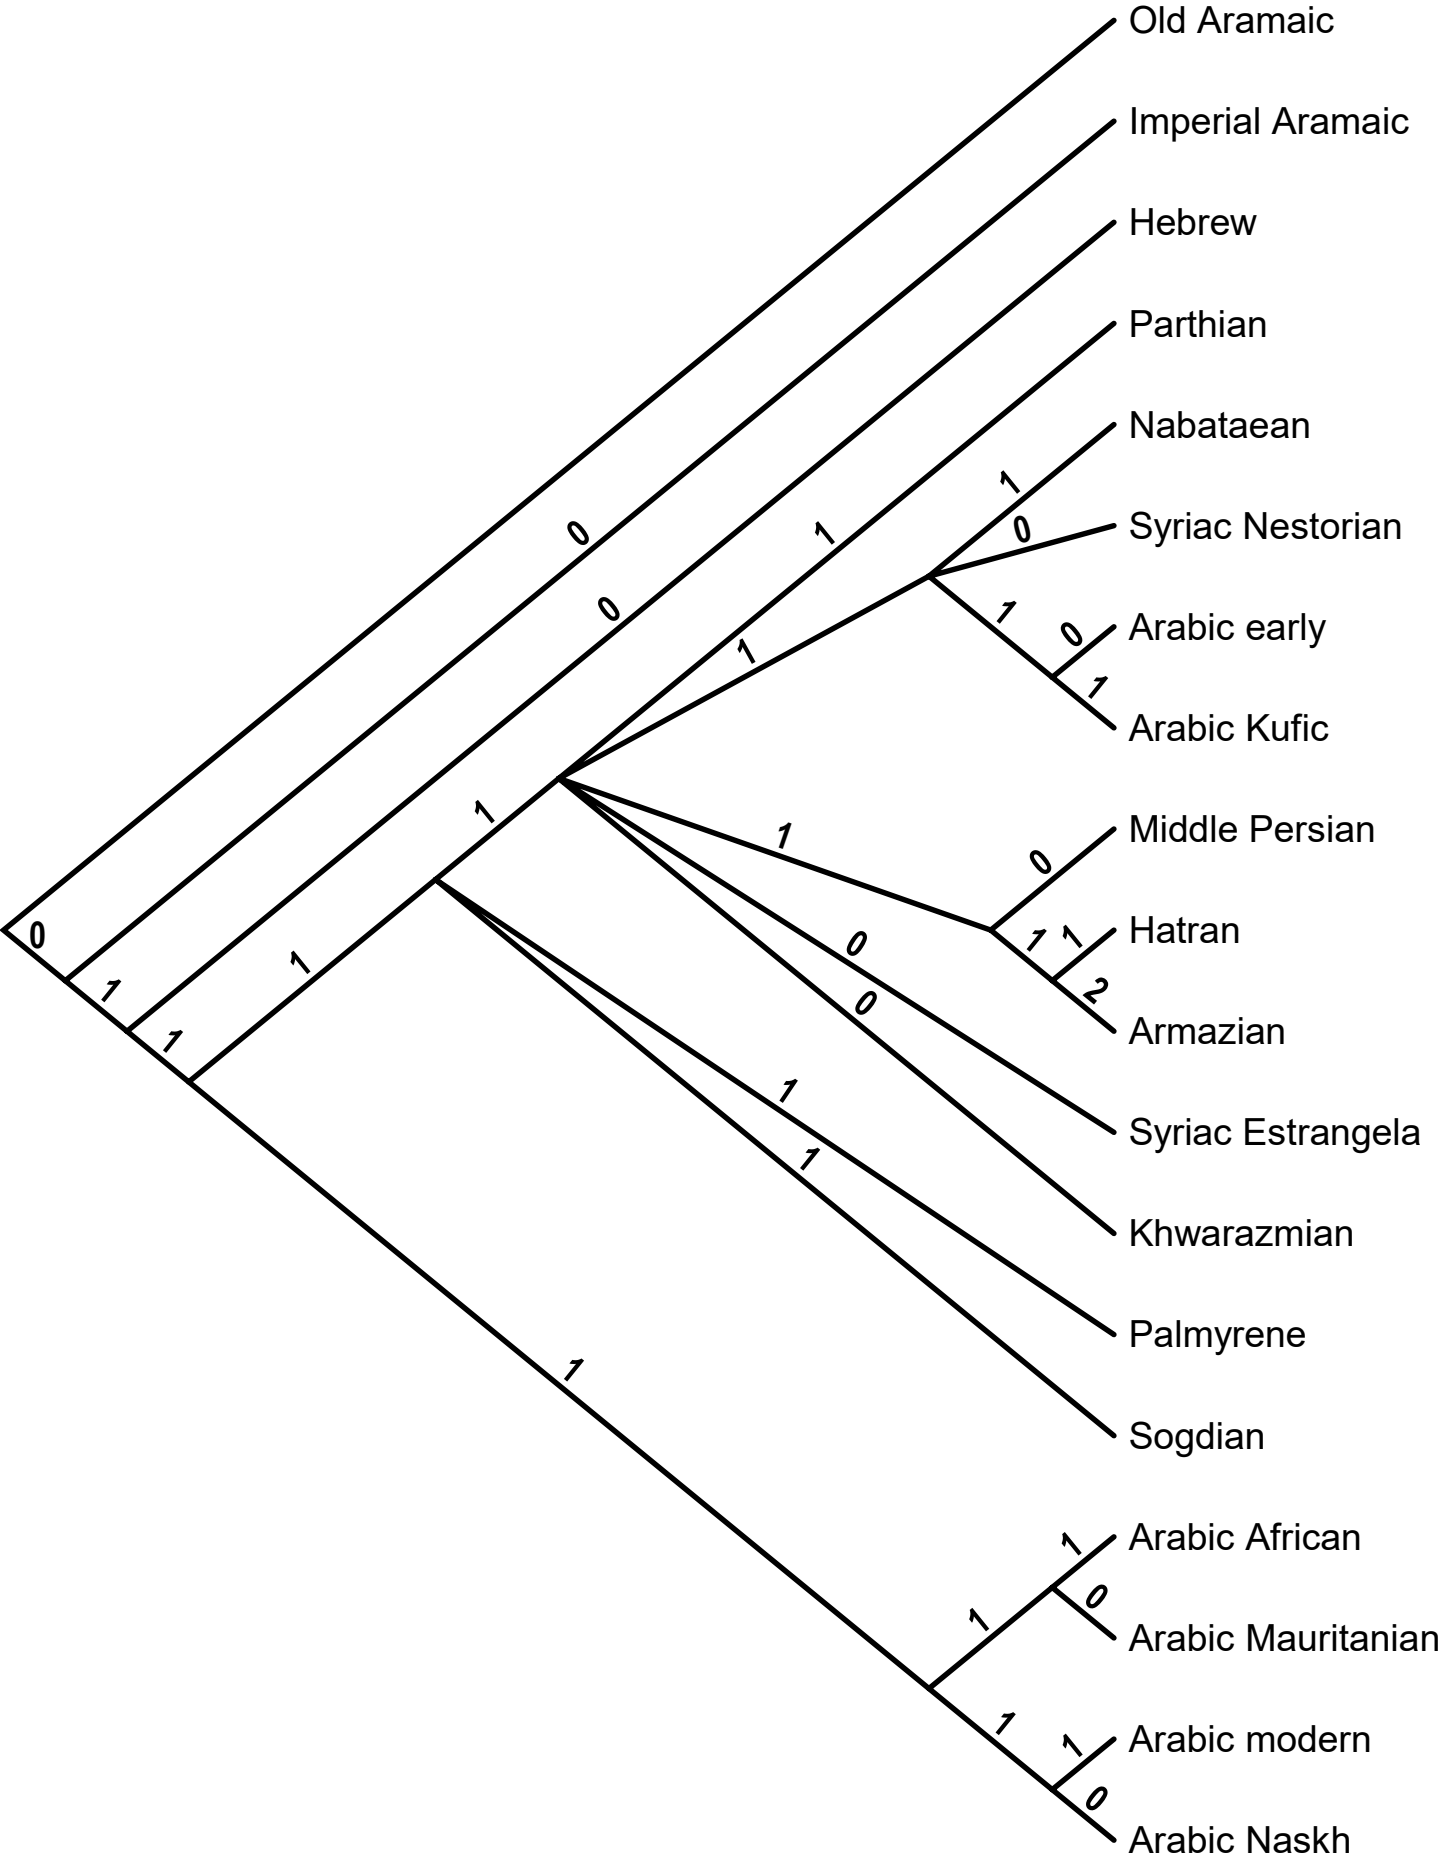 Old Aramaic
Imperial Aramaic
Hebrew
Parthian
Nabataean
1
0
Syriac Nestorian
0
1
1
0
Arabic early
0
1
1
Arabic Kufic
1
Middle Persian
1
0
Hatran
0
1
1
0
1
2
Armazian
1
0
1
Syriac Estrangela
1
1
Khwarazmian
Palmyrene
1
Sogdian
Arabic African
1
0
1
Arabic Mauritanian
1
Arabic modern
1
0
Arabic Naskh